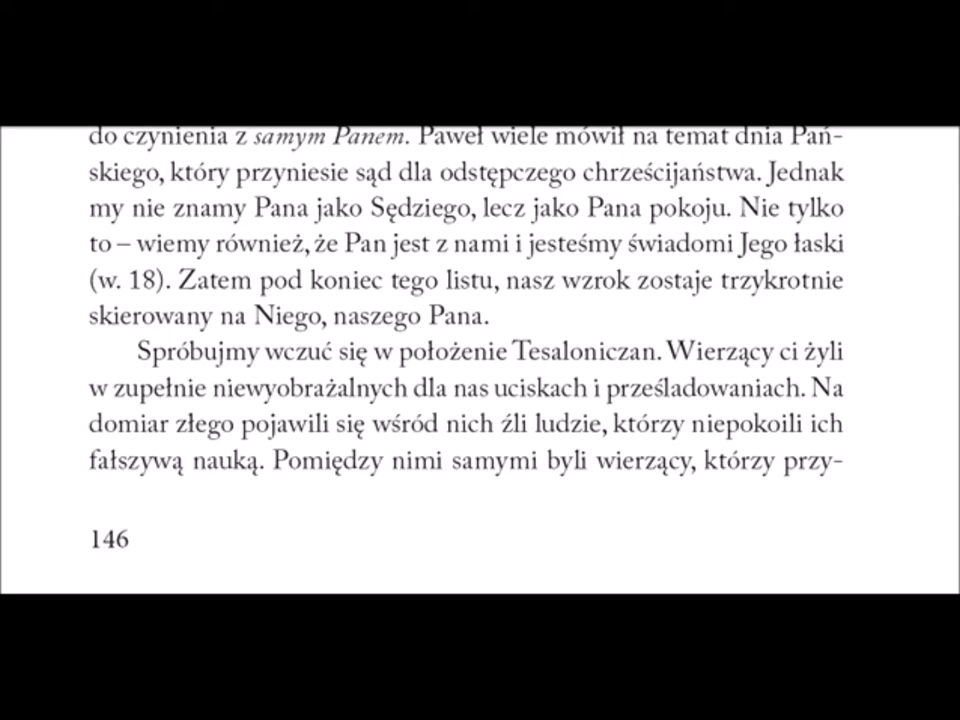 do czynienia z samym Panem. Paweł wiele mówił na temat dnia Pań-
skiego, który przyniesie sąd dla odstępczego chrześcijaństwa. Jednak
my nie znamy Pana jako Sędziego, lecz jako Pana pokoju. Nie tylko
to – wiemy również, że Pan jest z nami i jesteśmy świadomi Jego łaski
(w. 18). Zatem pod koniec tego listu, nasz wzrok zostaje trzykrotnie
skierowany na Niego, naszego Pana.
Spróbujmy wczuć się w położenie Tesaloniczan. Wierzący ci żyli
w zupełnie niewyobrażalnych dla nas uciskach i prześladowaniach. Na
domiar złego pojawili się wśród nich źli ludzie, którzy niepokoili ich
fałszywą nauką. Pomiędzy nimi samymi byli wierzący, którzy przy-
146